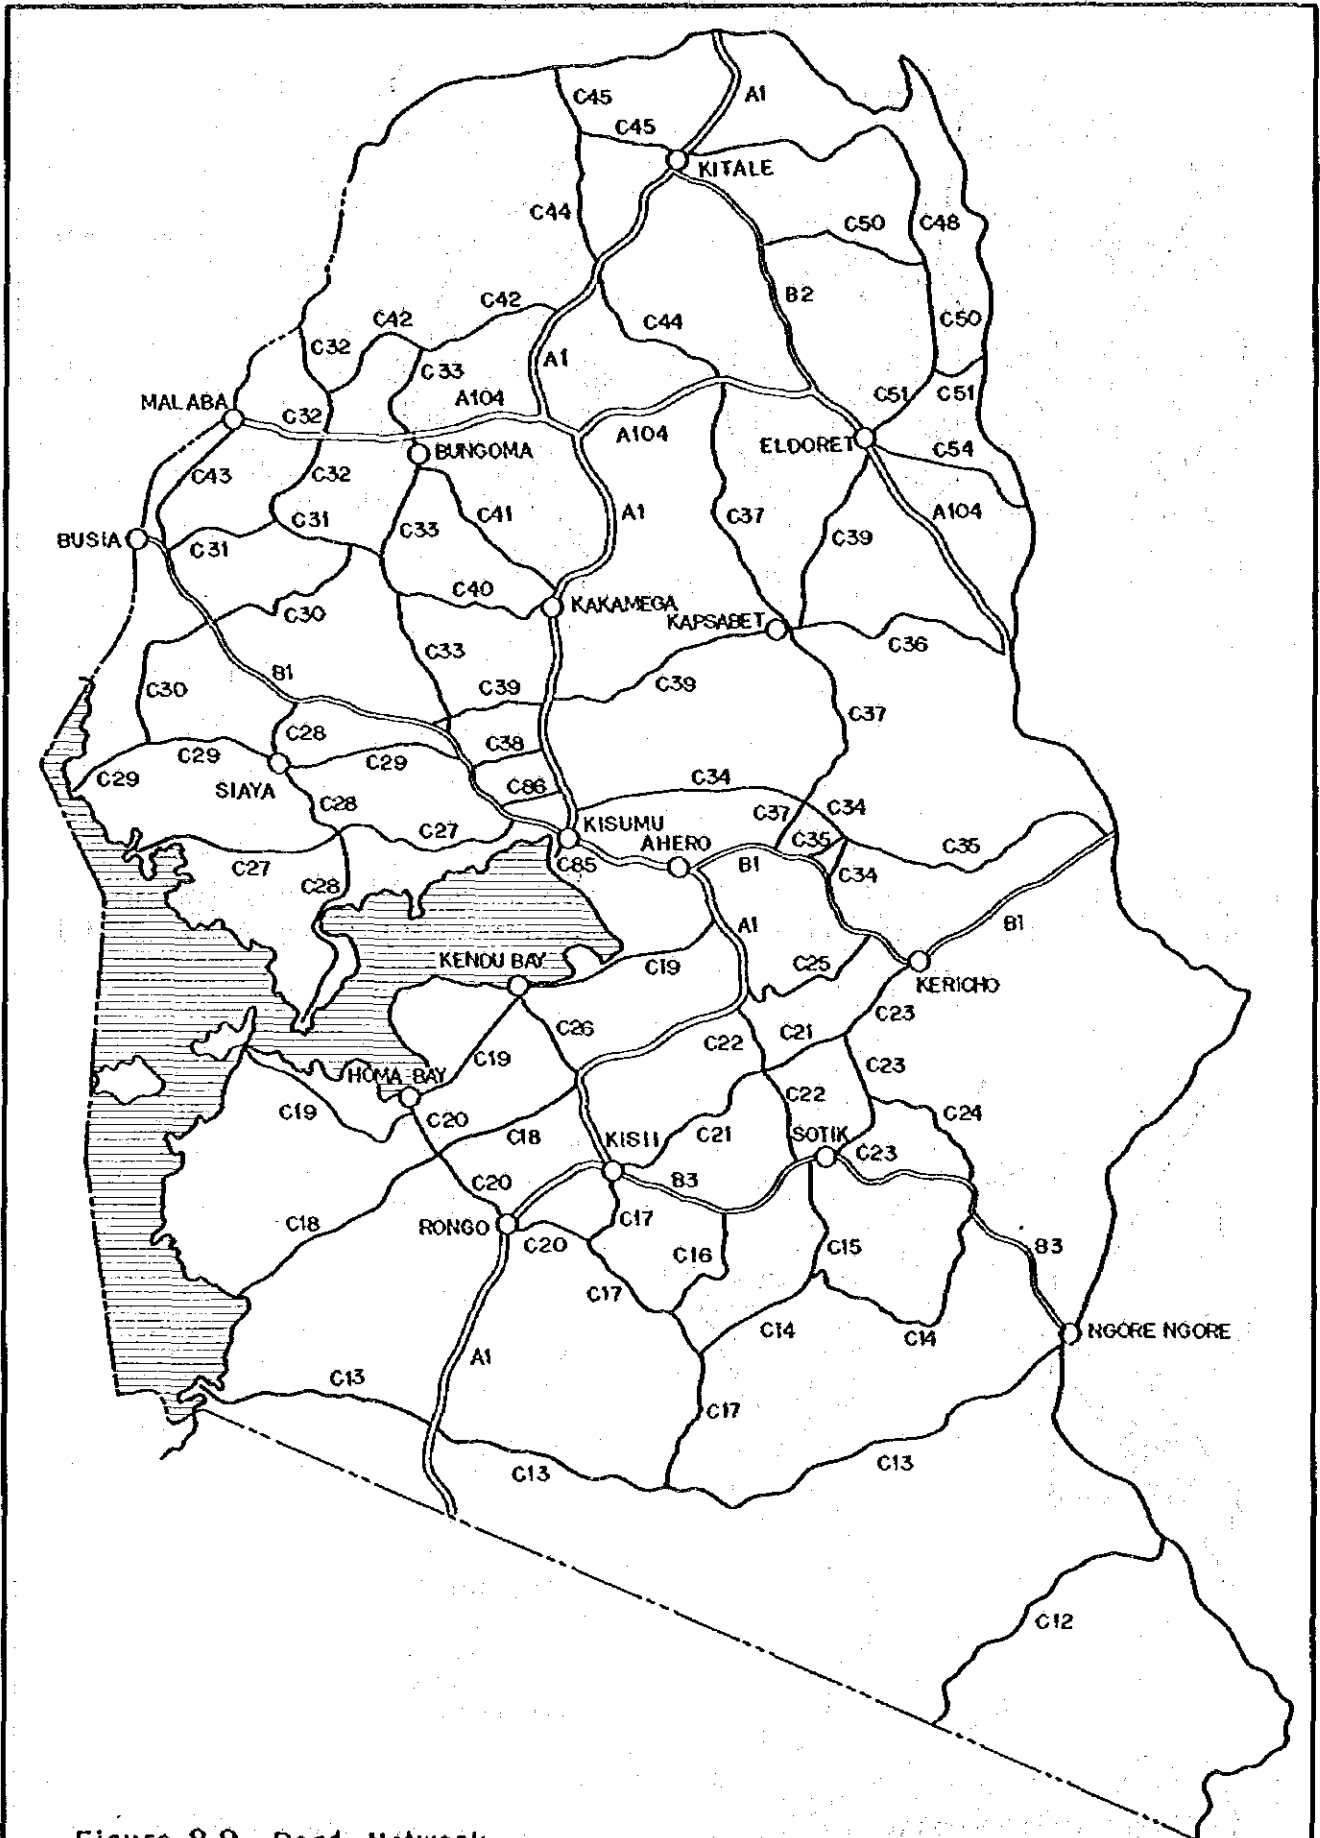 C45
A1
C45
KITALE
C44
C50
C48
B2
C42
C42
C44
C50
C32
C33
A1
MALABA
C32
A104
A104
C51
C51
BUNGOMA
ELDORET
C54
C43
C32
C41
A1
C37
A104
C31
C33
C39
BUSIA
C31
C40
KAKAMEGA
C30
KAPSABET
C36
C33
B1
C30
C39
C39
C37
C28
C38
C29
C29
C29
SIAYA
C86
C34
C28
C27
KISUMU
C37
C34
AHERO
C35
C35
C27
C85
B1
C34
C28
A1
B1
KENDU BAY
C19
C25
KERICHO
C26
C22
C21
C23
C19
HOMA BAY
C23
C19
C20
C18
C21
C22
C24
KISII
SOTIK
C23
C20
B3
C18
RONGO
C20
C17
C16
C15
B3
C17
C14
C14
NGORE NGORE
A1
C13
C17
C13
C13
C12
Figure 8.9 Road Network